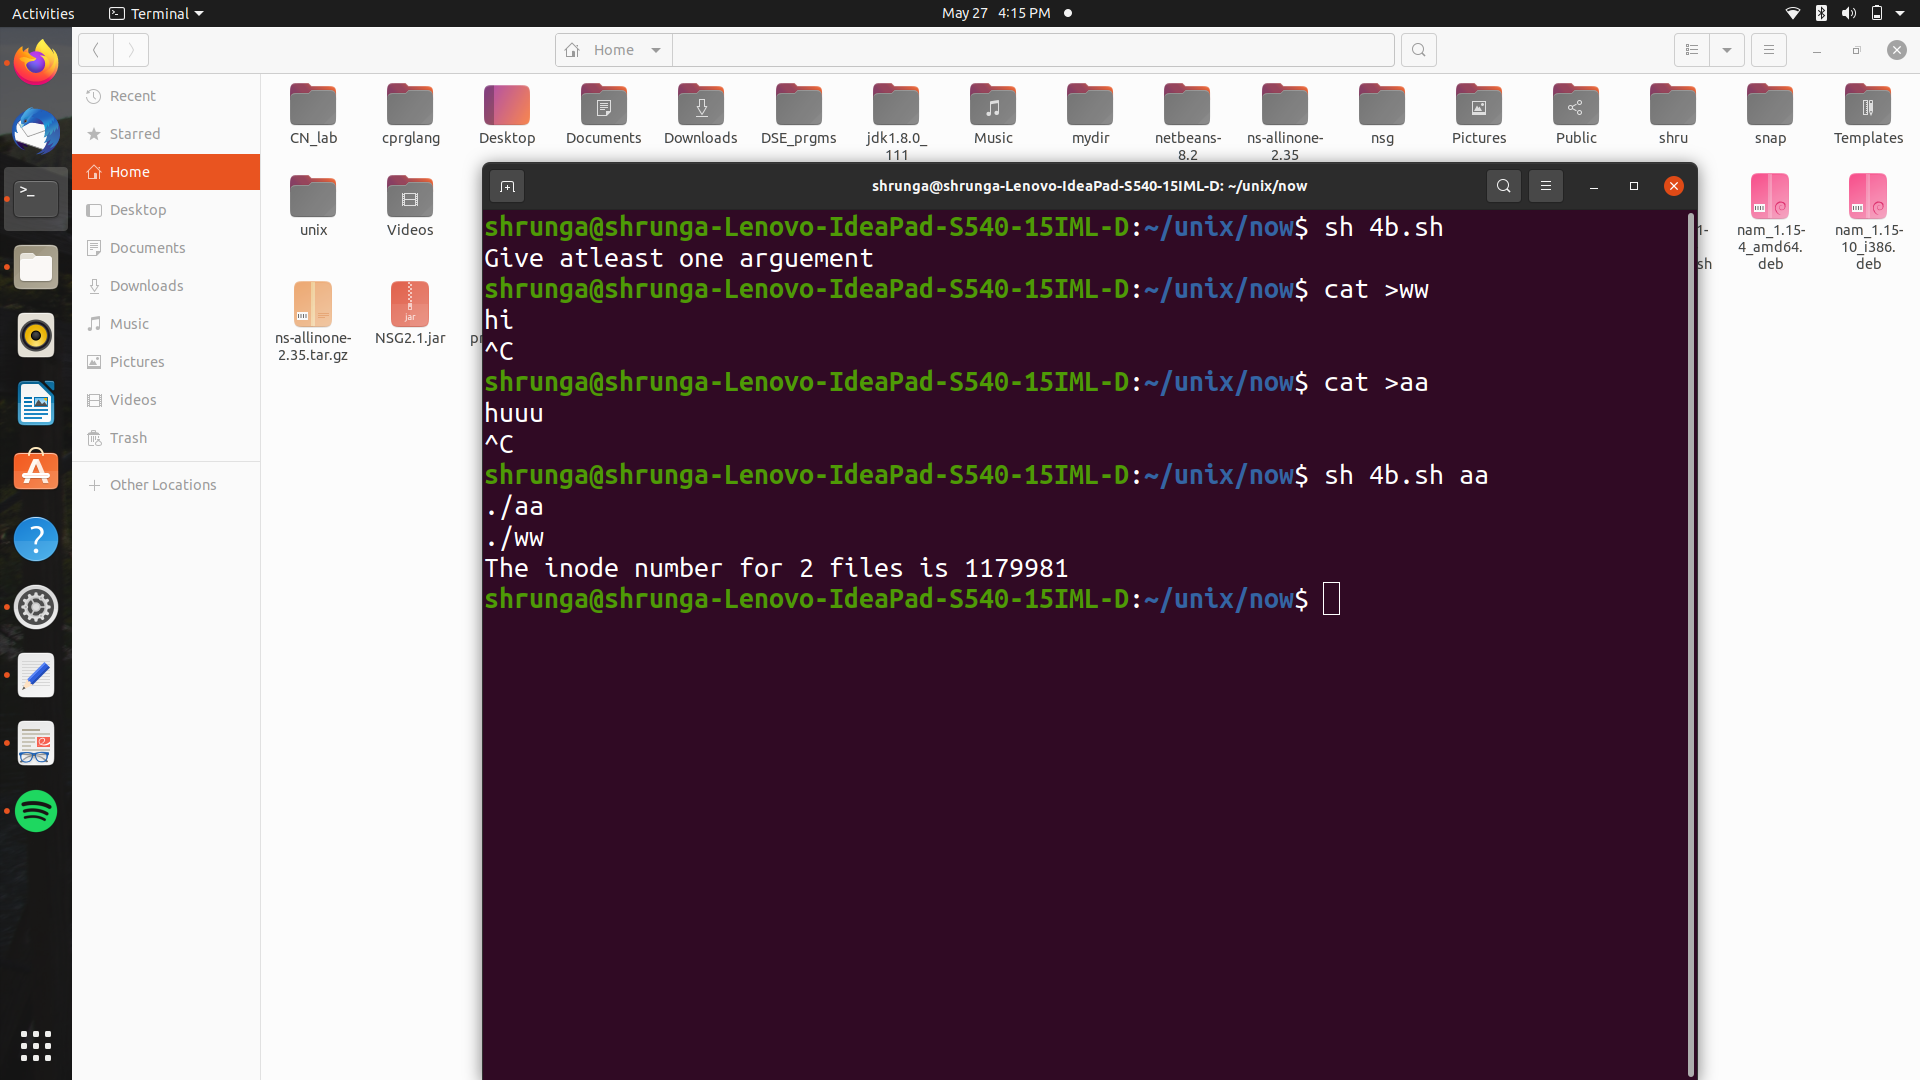 Activities
Terminal
May 27 4:15 PM
Home
Recent
Starred
Home
Desktop
Documents
Downloads
Music
Pictures
Videos
Trash
+ Other Locations
CN_lab
cprglang
Desktop
Documents
Downloads
DSE_prgms
jdk1.8.0_
111
Music
mydir
netbeans-
8.2
ns-allinone-
2.35
nsg
Pictures
Public
shru
snap
Templates
unix
Videos
1-
sh
nam_1.15-
4_amd64.
deb
nam_1.15-
10_i386.
deb
ns-allinone-
2.35.tar.gz
jar
NSG2.1.jar
shrunga@shrunga-Lenovo-IdeaPad-S540-15IML-D: ~/unix/now
shrunga@shrunga-Lenovo-IdeaPad-S540-15IML-D:~/unix/now$ sh 4b.sh
Give atleast one arguement
shrunga@shrunga-Lenovo-IdeaPad-S540-15IML-D:~/unix/now$ cat >ww
hi
^C
shrunga@shrunga-Lenovo-IdeaPad-S540-15IML-D:~/unix/now$ cat >aa
huuu
^C
shrunga@shrunga-Lenovo-IdeaPad-S540-15IML-D:~/unix/now$ sh 4b.sh aa
./aa
./ww
The inode number for 2 files is 1179981
shrunga@shrunga-Lenovo-IdeaPad-S540-15IML-D:~/unix/now$